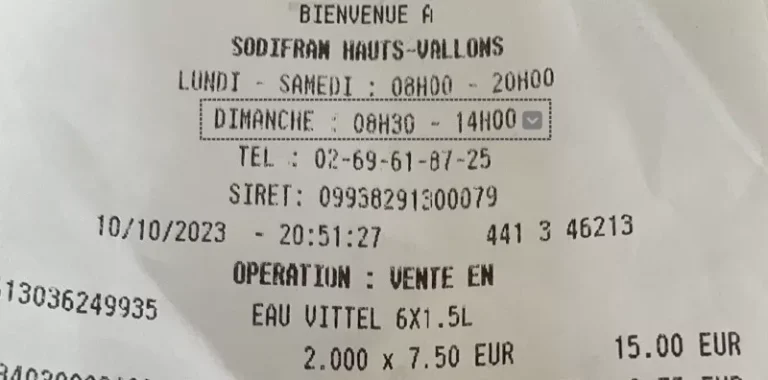 BIENVENUE A
SODIFRAN HAUTS-VALLONS
LUNDI - SAMEDI : 08H00 - 20H00
DIMANCHE : 08H30 - 14H00
TEL : 02-69-61-87-25
SIRET: 09938291300079
10/10/2023 - 20:51:27 441 3 46213
OPERATION : VENTE EN
13036249935
EAU VITTEL 6X1.5L
2.000 x 7.50 EUR 15.00 EUR